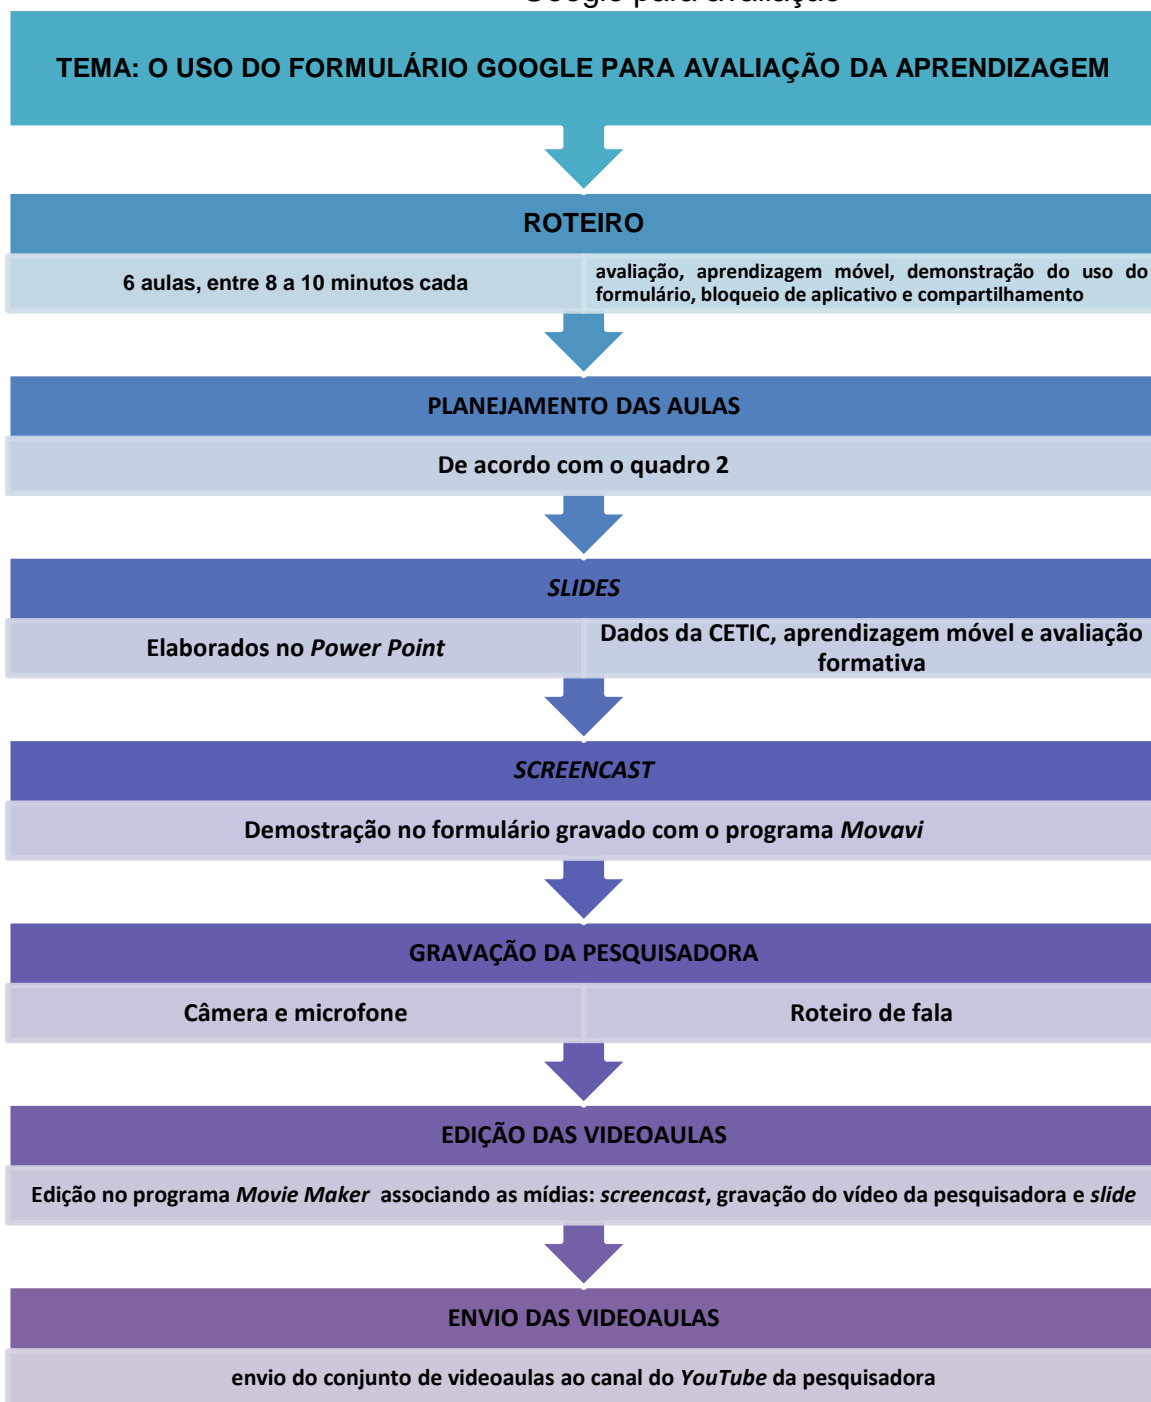 Google para avaliação
TEMA: O USO DO FORMULÁRIO GOOGLE PARA AVALIAÇÃO DA APRENDIZAGEM
ROTEIRO
6 aulas, entre 8 a 10 minutos cada
avaliação, aprendizagem móvel, demonstração do uso do
formulário, bloqueio de aplicativo e compartilhamento
PLANEJAMENTO DAS AULAS
De acordo com o quadro 2
SLIDES
Elaborados no Power Point
Dados da CETIC, aprendizagem móvel e avaliação
formativa
SCREENCAST
Demostração no formulário gravado com o programa Movavi
GRAVAÇÃO DA PESQUISADORA
Câmera e microfone
Roteiro de fala
EDIÇÃO DAS VIDEOAULAS
Edição no programa Movie Maker associando as mídias: screencast, gravação do vídeo da pesquisadora e slide
ENVIO DAS VIDEOAULAS
envio do conjunto de videoaulas ao canal do YouTube da pesquisadora